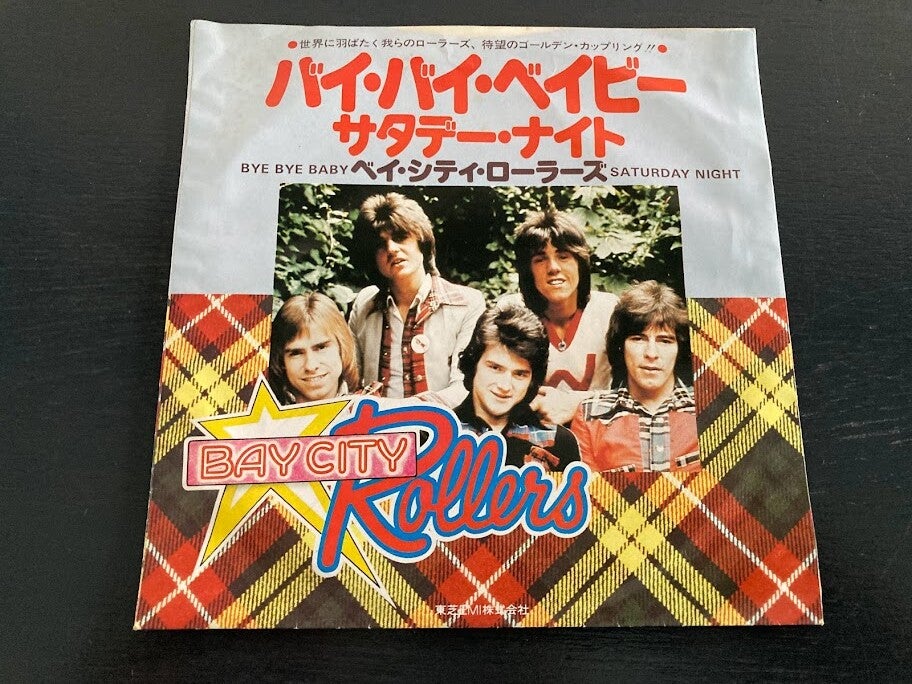 ●世界に羽ばたく我らのローラーズ、待望のゴールデン・カップリング!!●
バイ・バイ・ベイビー
サタデー・ナイト
BYE BYE BABY ベイ・シティ・ローラーズ SATURDAY NIGHT
BAY CITY
Rollers
東芝EMI株式会社